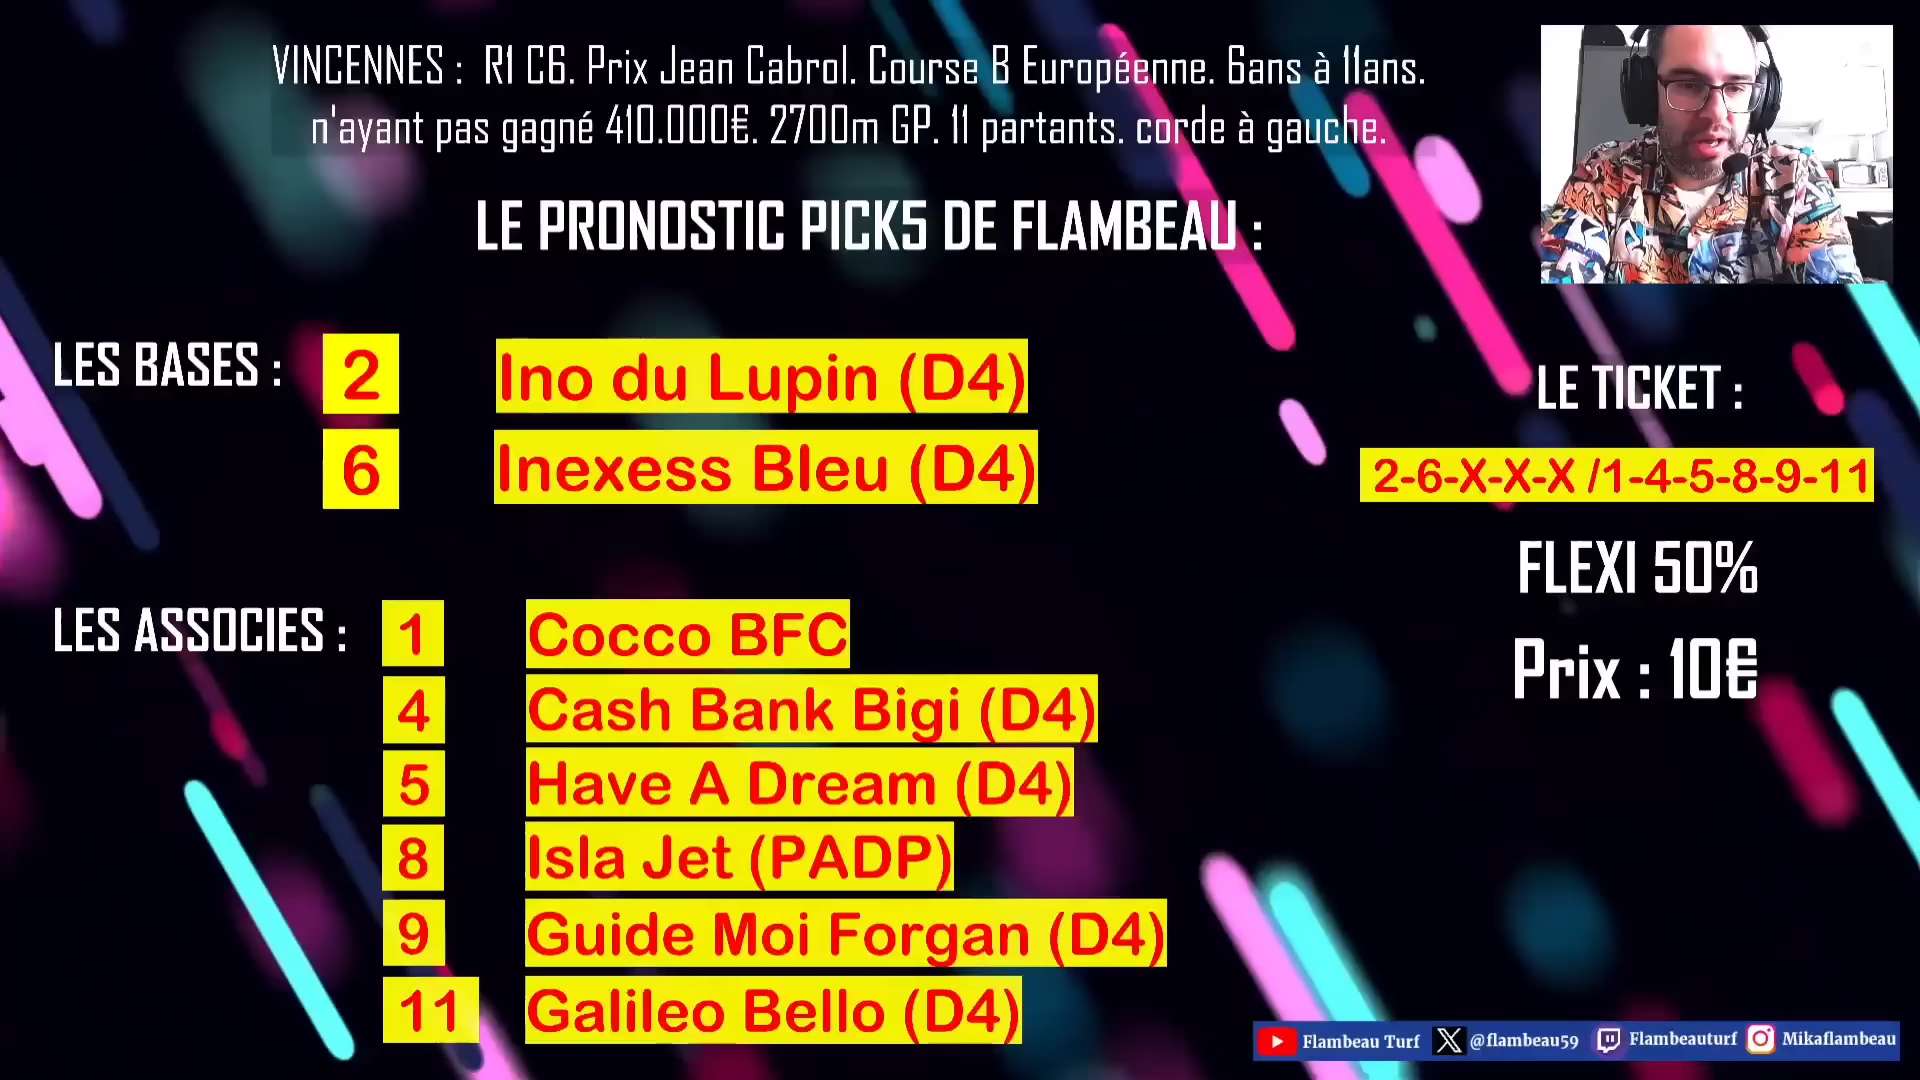 VINCENNES : R1 C6. Prix Jean Cabrol. Course B Européenne. 6ans à 11ans.
n'ayant pas gagné 410.000€. 2700m GP. 11 partants. corde à gauche.
LE PRONOSTIC PICK5 DE FLAMBEAU :
LES BASES :
2 Ino du Lupin (D4)
6 Inexess Bleu (D4)
LES ASSOCIES :
1 Cocco BFC
4 Cash Bank Bigi (D4)
5 Have A Dream (D4)
8 Isla Jet (PADP)
9 Guide Moi Forgan (D4)
11 Galileo Bello (D4)
LE TICKET :
2-6-X-X-X /1-4-5-8-9-11
FLEXI 50%
Prix : 10€
Flambeau Turf @flambeau59 Flambeauturf Mikaflambeau